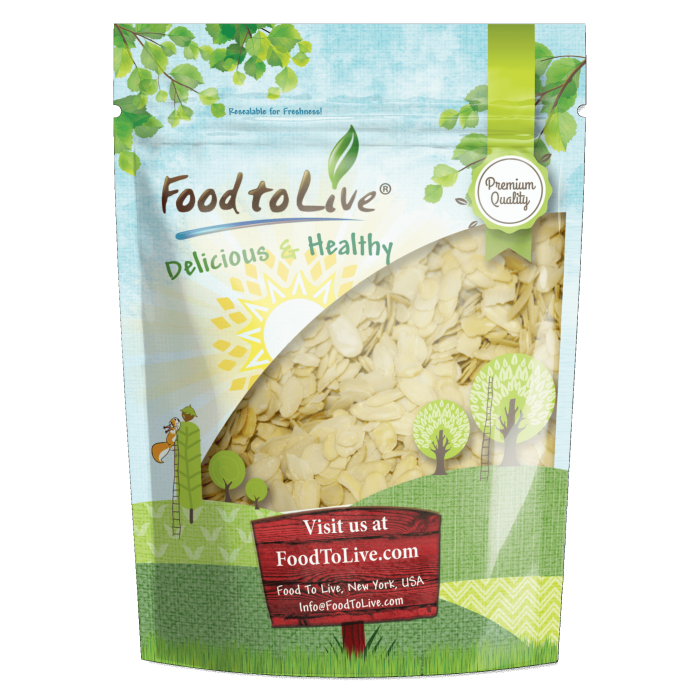 Resealable for Freshness!
Food to Live®
Delicious & Healthy
Premium
Quality
Visit us at
FoodToLive.com
Food To Live, New York, USA
Info@FoodToLive.com